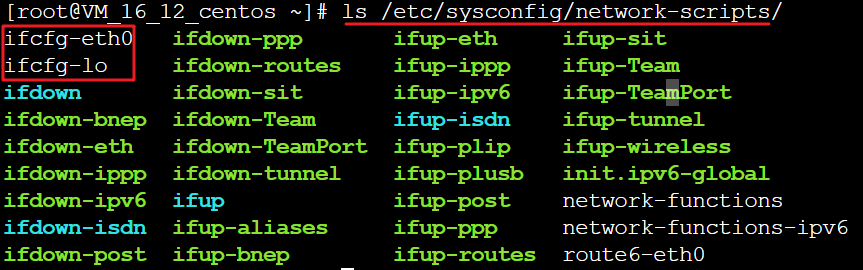 [root@VM_16_12_centos ~]# ls /etc/sysconfig/network-scripts/
ifcfg-eth0 ifdown-ppp ifup-eth ifup-sit
ifcfg-lo ifdown-routes ifup-ippp ifup-Team
ifdown ifdown-sit ifup-ipv6 ifup-TeamPort
ifdown-bnep ifdown-Team ifup-isdn ifup-tunnel
ifdown-eth ifdown-TeamPort ifup-plip ifup-wireless
ifdown-ippp ifdown-tunnel ifup-plusb init.ipv6-global
ifdown-ipv6 ifup ifup-post network-functions
ifdown-isdn ifup-aliases ifup-ppp network-functions-ipv6
ifdown-post ifup-bnep ifup-routes route6-eth0